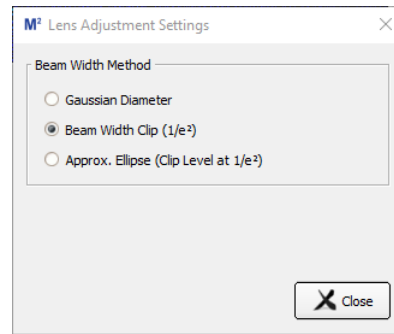 M² Lens Adjustment Settings
Beam Width Method
Gaussian Diameter
Beam Width Clip (1/e²)
Approx. Ellipse (Clip Level at 1/e²)
Close